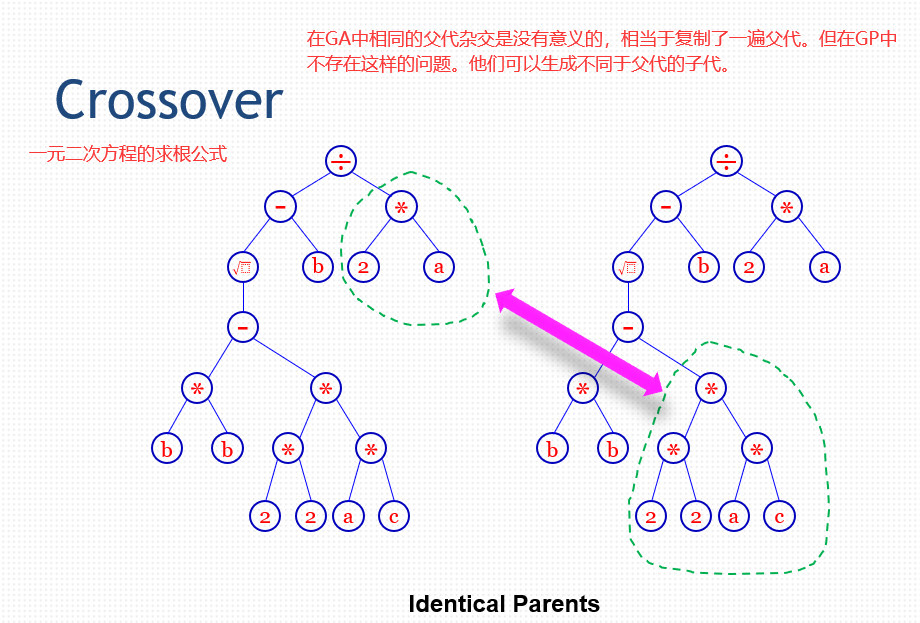 在GA中相同的父代杂交是没有意义的，相当于复制了一遍父代。但在GP中
不存在这样的问题。他们可以生成不同于父代的子代。
Crossover
一元二次方程的求根公式
÷ ÷
- * - *
√ b 2 a √ b 2 a
- -
* * * *
b b * * b b * *
2 2 a c 2 2 a c
Identical Parents